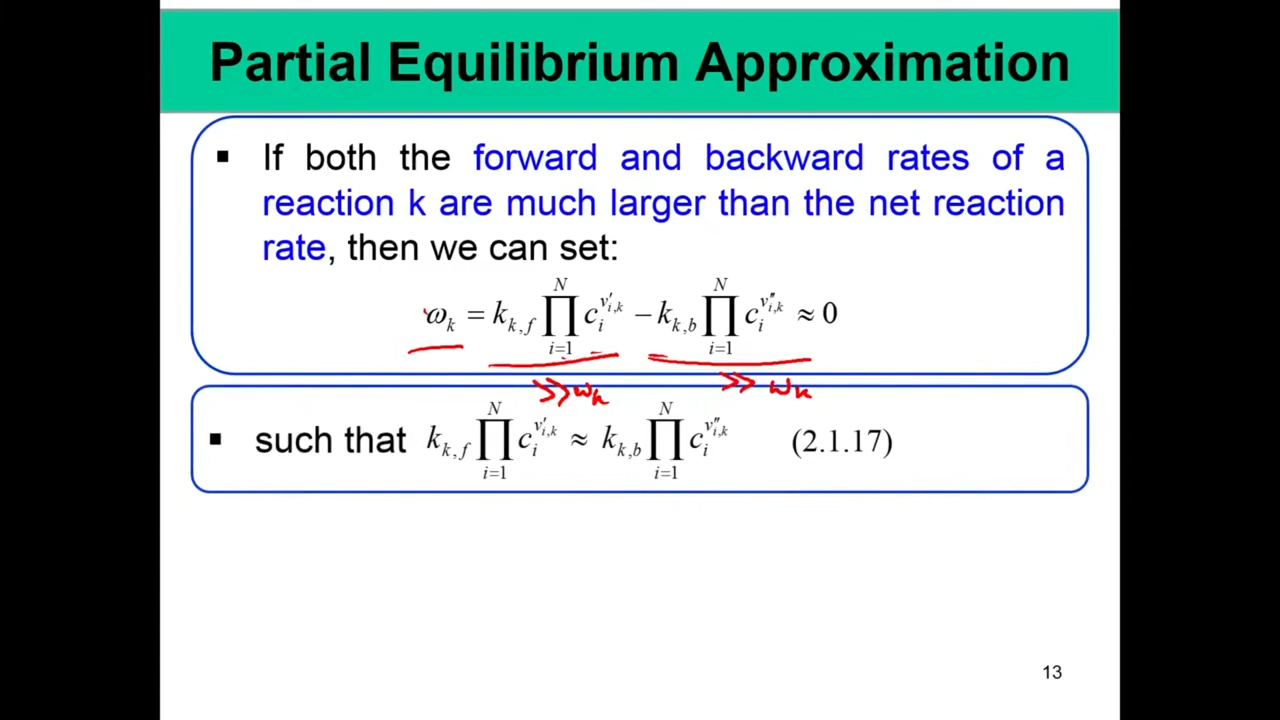 Partial Equilibrium Approximation
▪ If both the forward and backward rates of a
reaction k are much larger than the net reaction
rate, then we can set:
ω_k = k_{k,f} ∏_{i=1}^{N} c_i^{ν′_{i,k}} − k_{k,b} ∏_{i=1}^{N} c_i^{ν″_{i,k}} ≈ 0
≫ω_k ≫ ω_k
▪ such that k_{k,f} ∏_{i=1}^{N} c_i^{ν′_{i,k}} ≈ k_{k,b} ∏_{i=1}^{N} c_i^{ν″_{i,k}} (2.1.17)
13